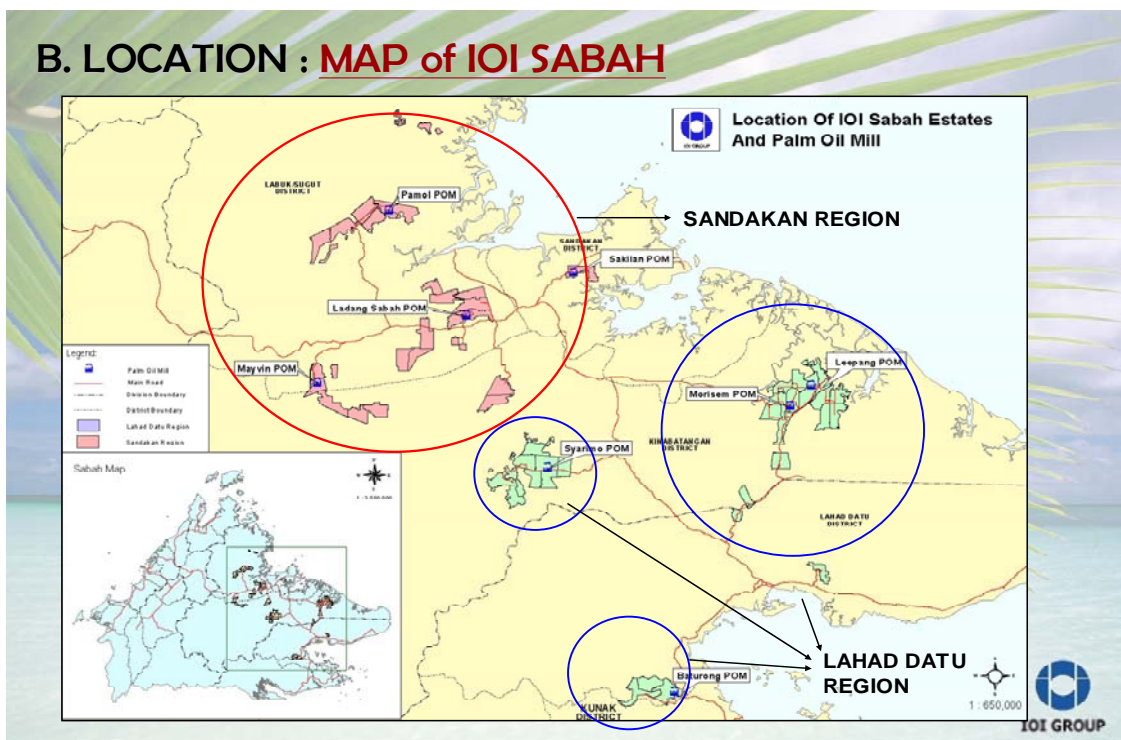 B. LOCATION : MAP of IOI SABAH
IOI GROUP
Location Of IOI Sabah Estates
And Palm Oil Mill
LABUK/SUGUT
DISTRICT
Pamol POM
SANDAKAN REGION
SANDAKAN
DISTRICT
Sakilan POM
Ladang Sabah POM
Mayvin POM
Leepang POM
Morisem POM
Legend:
Palm Oil Mill
Main Road
Division Boundary
District Boundary
Lahad Datu Region
Sandakan Region
Syarimo POM
KINABATANGAN
DISTRICT
Sabah Map
LAHAD DATU
DISTRICT
LAHAD DATU
REGION
Baturong POM
KUNAK
DISTRICT
1 : 650,000
IOI GROUP